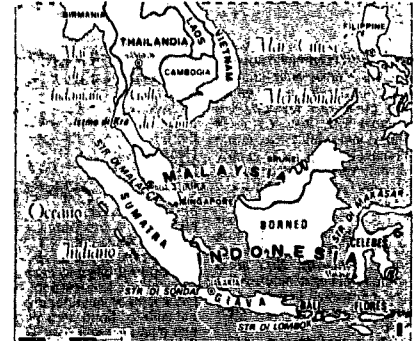 BIRMANIA
LAOS
FILIPPINE
THAILANDIA
VIETNAM
Mar Cinese
Meridionale
CAMBOGIA
Golfo
del Siam
Istmo di Kra
STR. DI MALACCA
MALAYSIA
BRUNEI
SINGAPORE
Oceano
Indiano
SUMATRA
BORNEO
STR. DI MAKASAR
CELEBES
INDONESIA
STR. DI SONDA
GIAVA
BALI
FLORES
STR. DI LOMBOK